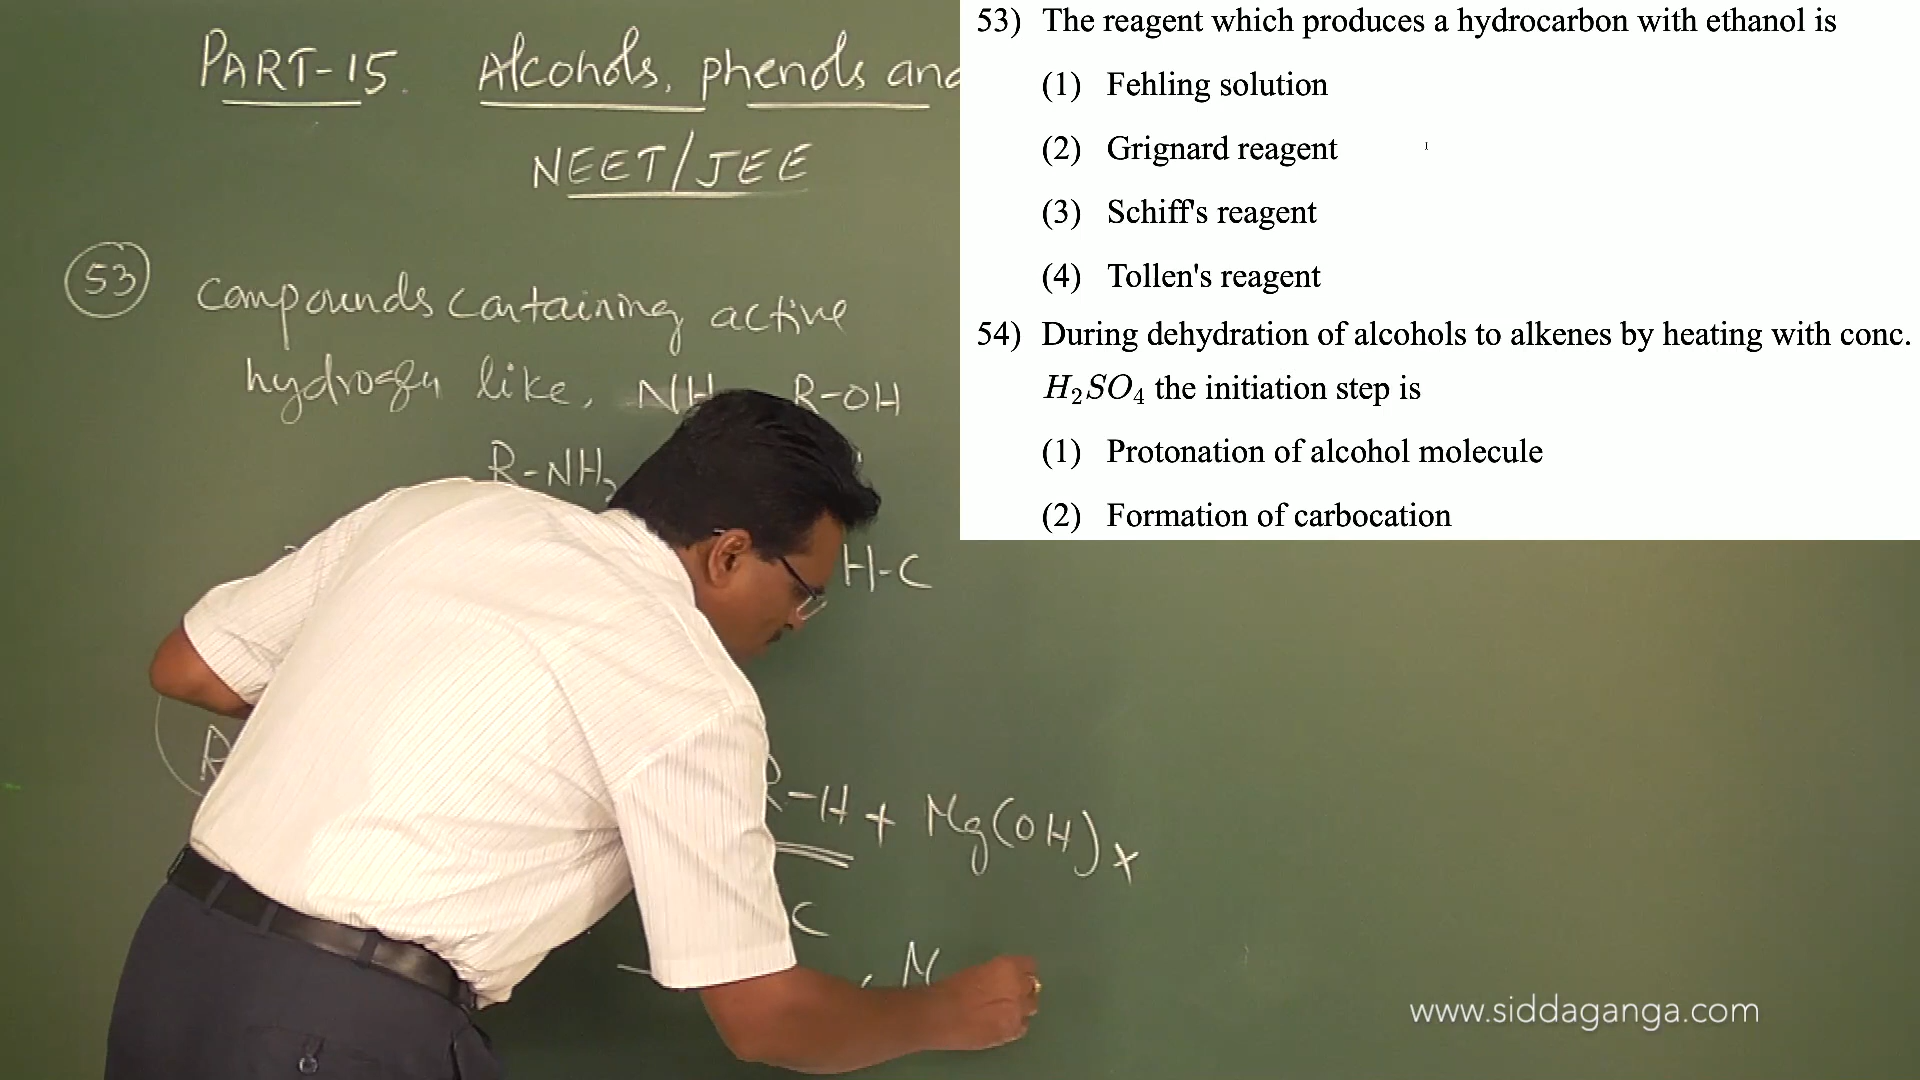 PART-15. Alcohols, phenols and
NEET/JEE
53 compounds containing active
hydrogen like, NH R-OH
R-NH₂
H-C
R-H + Mg(OH)x
C
, M
53) The reagent which produces a hydrocarbon with ethanol is
(1) Fehling solution
(2) Grignard reagent
(3) Schiff's reagent
(4) Tollen's reagent
54) During dehydration of alcohols to alkenes by heating with conc.
H₂SO₄ the initiation step is
(1) Protonation of alcohol molecule
(2) Formation of carbocation
www.siddaganga.com